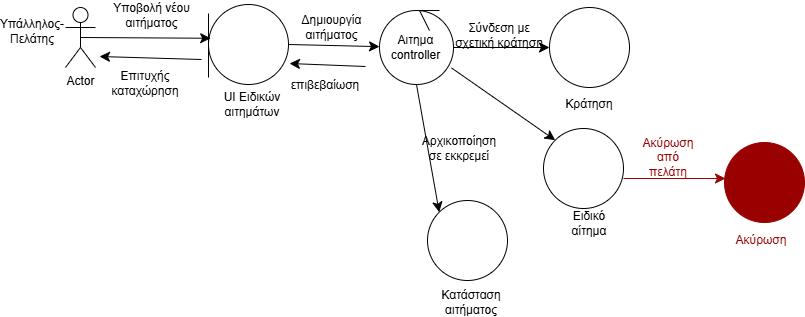 Υπάλληλος-
Πελάτης
Actor
Υποβολή νέου
αιτήματος
Επιτυχής
καταχώρηση
UI Ειδικών
αιτημάτων
Δημιουργία
αιτήματος
επιβεβαίωση
Αιτημα
controller
Σύνδεση με
σχετική κράτηση
Κράτηση
Αρχικοποίηση
σε εκκρεμεί
Κατάσταση
αιτήματος
Ειδικό
αίτημα
Ακύρωση
από
πελάτη
Ακύρωση